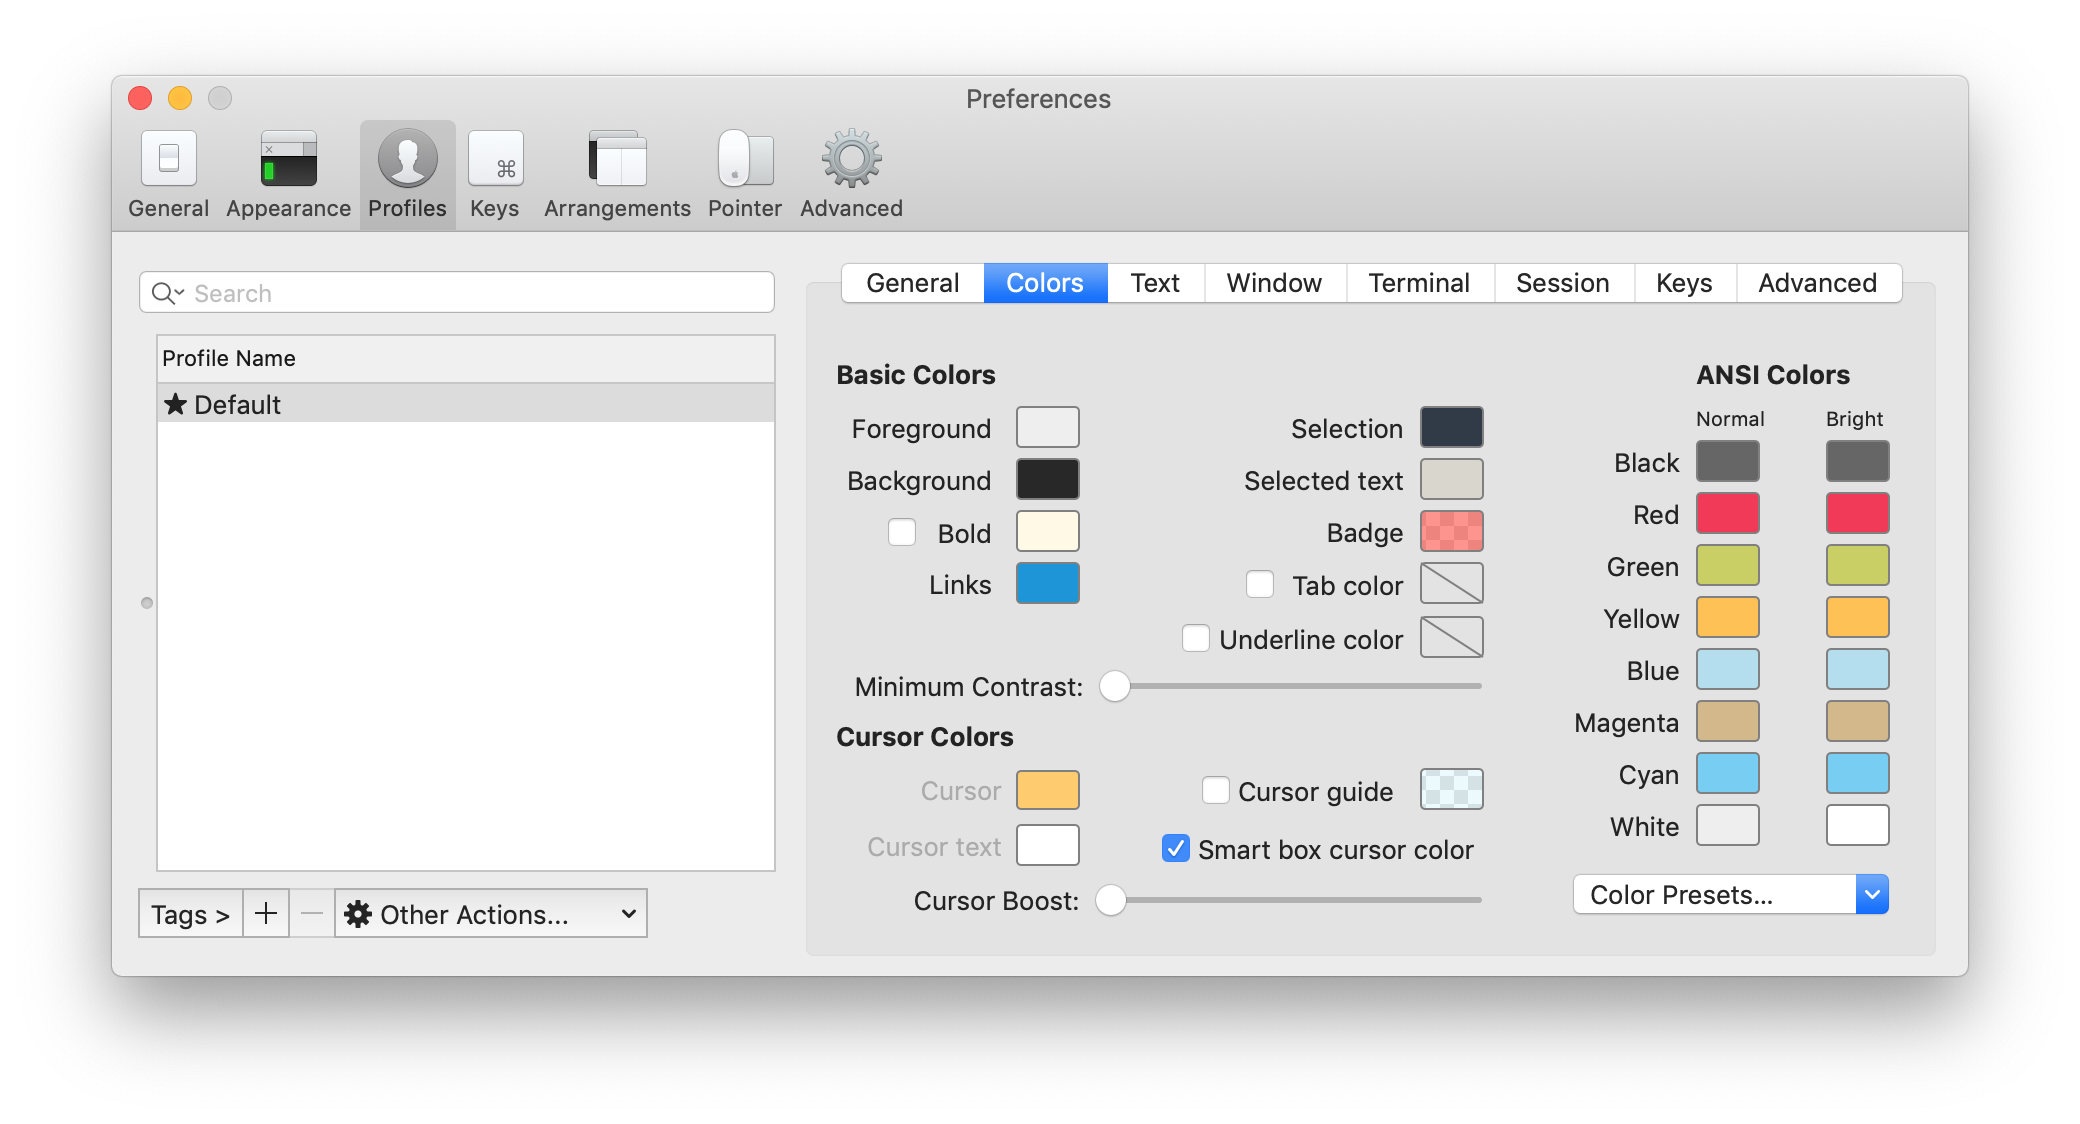 Preferences
General Appearance Profiles Keys Arrangements Pointer Advanced
Search
Profile Name
★ Default
Tags > + − Other Actions...
General Colors Text Window Terminal Session Keys Advanced
Basic Colors
Foreground
Background
Bold
Links
Selection
Selected text
Badge
Tab color
Underline color
Minimum Contrast:
Cursor Colors
Cursor
Cursor text
Cursor guide
Smart box cursor color
Cursor Boost:
ANSI Colors
Normal Bright
Black
Red
Green
Yellow
Blue
Magenta
Cyan
White
Color Presets...